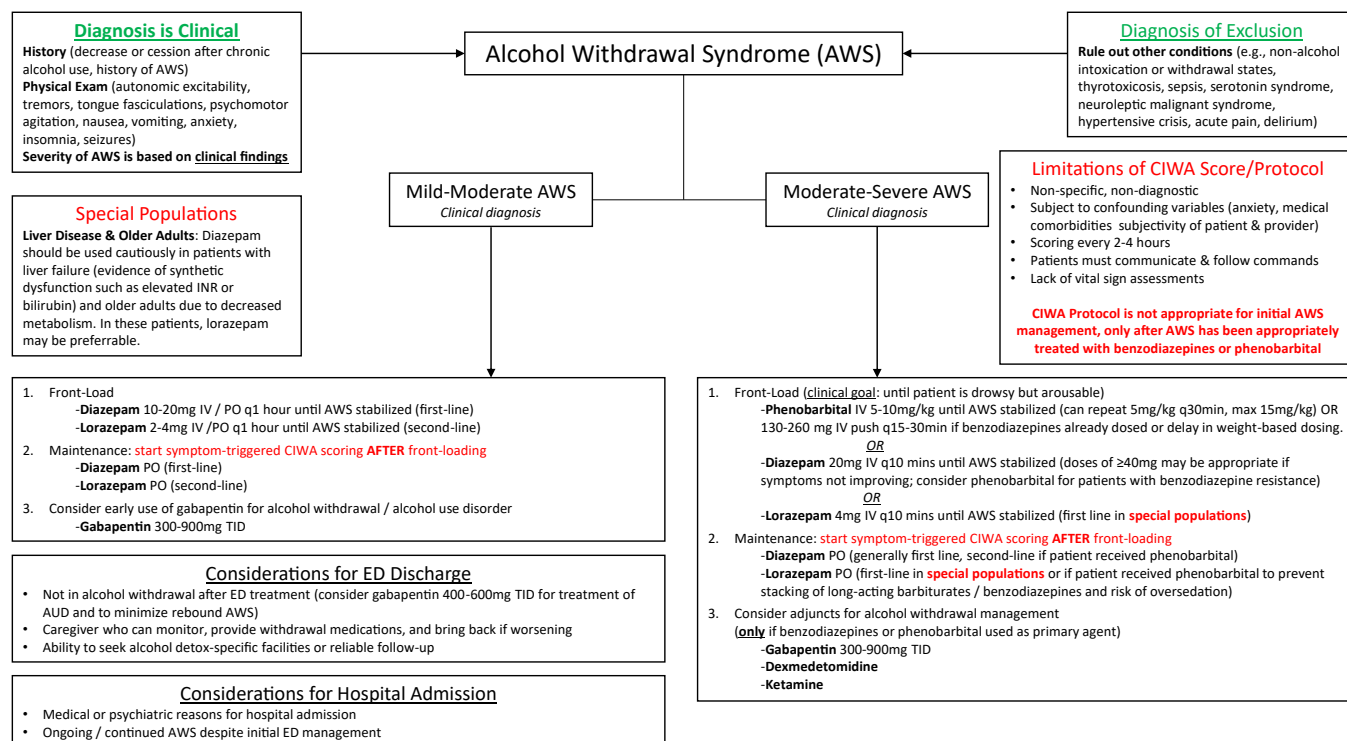 Diagnosis is Clinical
History (decrease or cession after chronic
alcohol use, history of AWS)
Physical Exam (autonomic excitability,
tremors, tongue fasciculations, psychomotor
agitation, nausea, vomiting, anxiety,
insomnia, seizures)
Severity of AWS is based on clinical findings
Alcohol Withdrawal Syndrome (AWS)
Diagnosis of Exclusion
Rule out other conditions (e.g., non-alcohol
intoxication or withdrawal states,
thyrotoxicosis, sepsis, serotonin syndrome,
neuroleptic malignant syndrome,
hypertensive crisis, acute pain, delirium)
Special Populations
Liver Disease & Older Adults: Diazepam
should be used cautiously in patients with
liver failure (evidence of synthetic
dysfunction such as elevated INR or
bilirubin) and older adults due to decreased
metabolism. In these patients, lorazepam
may be preferrable.
Mild-Moderate AWS
Clinical diagnosis
Moderate-Severe AWS
Clinical diagnosis
Limitations of CIWA Score/Protocol
• Non-specific, non-diagnostic
• Subject to confounding variables (anxiety, medical
comorbidities subjectivity of patient & provider)
• Scoring every 2-4 hours
• Patients must communicate & follow commands
• Lack of vital sign assessments
CIWA Protocol is not appropriate for initial AWS
management, only after AWS has been appropriately
treated with benzodiazepines or phenobarbital
1. Front-Load
-Diazepam 10-20mg IV / PO q1 hour until AWS stabilized (first-line)
-Lorazepam 2-4mg IV /PO q1 hour until AWS stabilized (second-line)
2. Maintenance: start symptom-triggered CIWA scoring AFTER front-loading
-Diazepam PO (first-line)
-Lorazepam PO (second-line)
3. Consider early use of gabapentin for alcohol withdrawal / alcohol use disorder
-Gabapentin 300-900mg TID
Considerations for ED Discharge
• Not in alcohol withdrawal after ED treatment (consider gabapentin 400-600mg TID for treatment of
AUD and to minimize rebound AWS)
• Caregiver who can monitor, provide withdrawal medications, and bring back if worsening
• Ability to seek alcohol detox-specific facilities or reliable follow-up
Considerations for Hospital Admission
• Medical or psychiatric reasons for hospital admission
• Ongoing / continued AWS despite initial ED management
1. Front-Load (clinical goal: until patient is drowsy but arousable)
-Phenobarbital IV 5-10mg/kg until AWS stabilized (can repeat 5mg/kg q30min, max 15mg/kg) OR
130-260 mg IV push q15-30min if benzodiazepines already dosed or delay in weight-based dosing.
OR
-Diazepam 20mg IV q10 mins until AWS stabilized (doses of ≥40mg may be appropriate if
symptoms not improving; consider phenobarbital for patients with benzodiazepine resistance)
OR
-Lorazepam 4mg IV q10 mins until AWS stabilized (first line in special populations)
2. Maintenance: start symptom-triggered CIWA scoring AFTER front-loading
-Diazepam PO (generally first line, second-line if patient received phenobarbital)
-Lorazepam PO (first-line in special populations or if patient received phenobarbital to prevent
stacking of long-acting barbiturates / benzodiazepines and risk of oversedation)
3. Consider adjuncts for alcohol withdrawal management
(only if benzodiazepines or phenobarbital used as primary agent)
-Gabapentin 300-900mg TID
-Dexmedetomidine
-Ketamine